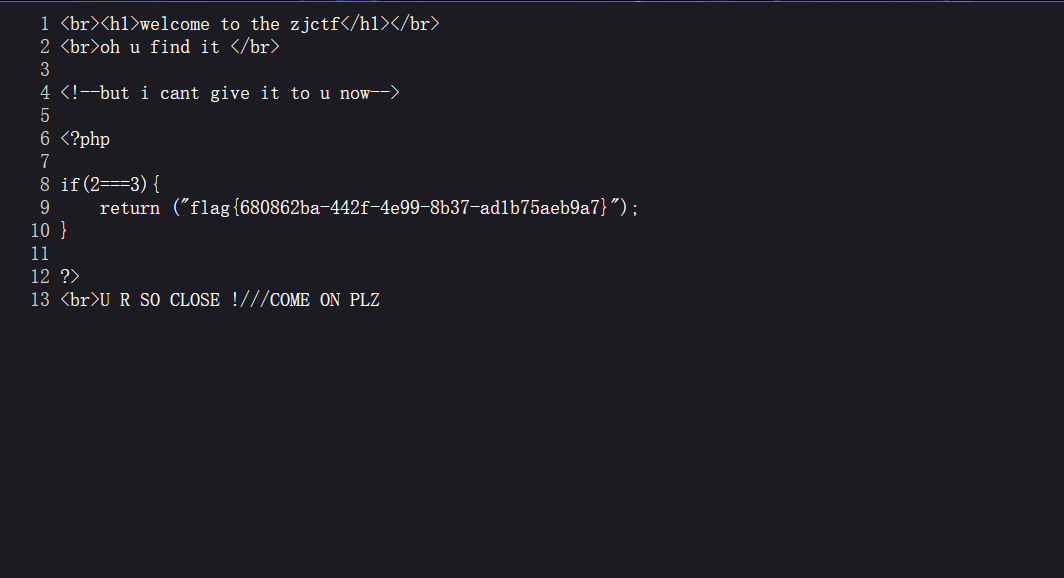 1 <br><h1>welcome to the zjctf</h1></br>
2 <br>oh u find it </br>
3
4 <!--but i cant give it to u now-->
5
6 <?php
7
8 if(2===3){
9     return ("flag{680862ba-442f-4e99-8b37-ad1b75aeb9a7}");
10 }
11
12 ?>
13 <br>U R SO CLOSE !///COME ON PLZ